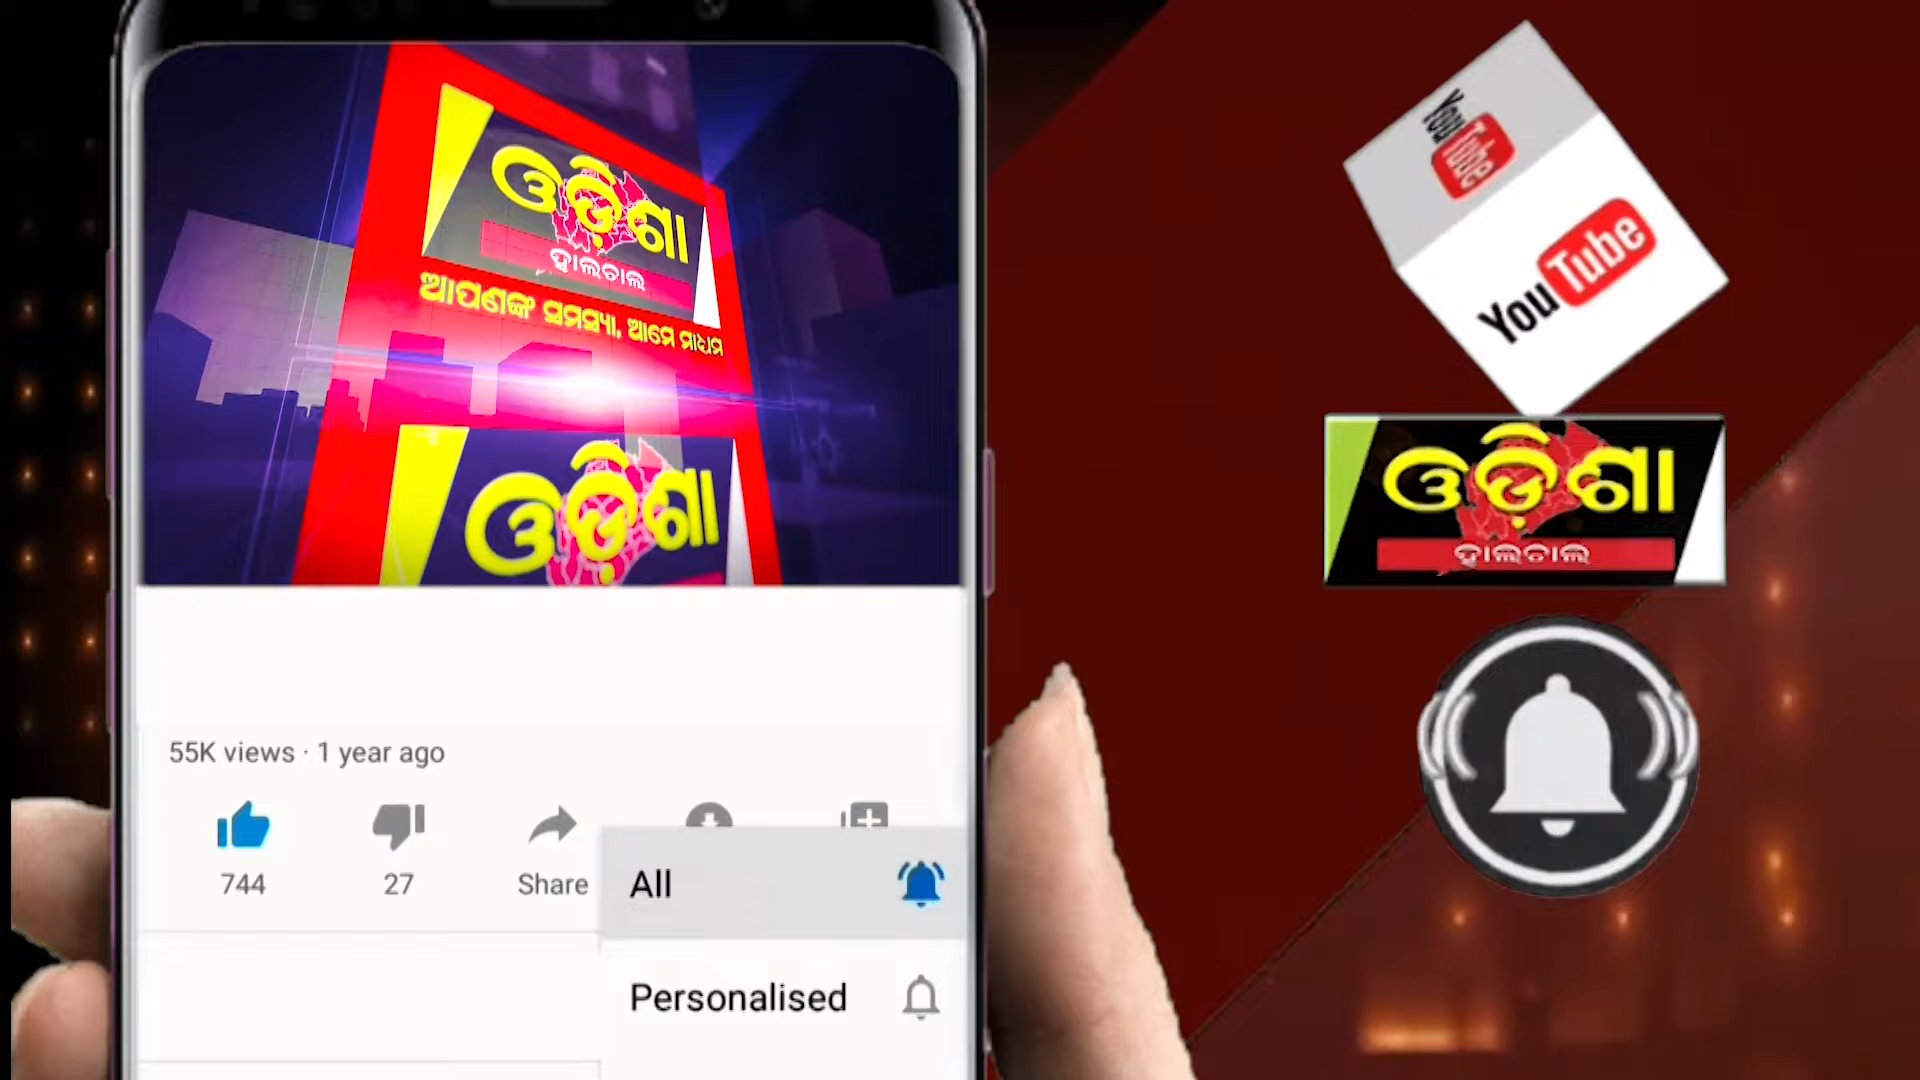 ଓଡ଼ିଶା
ହାଲଚାଲ
ଆପଣଙ୍କ ସମସ୍ୟା, ଆମେ ମାଧ୍ୟମ
ଓଡ଼ିଶା
55K views · 1 year ago
744
27
Share
All
Personalised
YouTube
YouTube
ଓଡ଼ିଶା
ହାଲଚାଲ